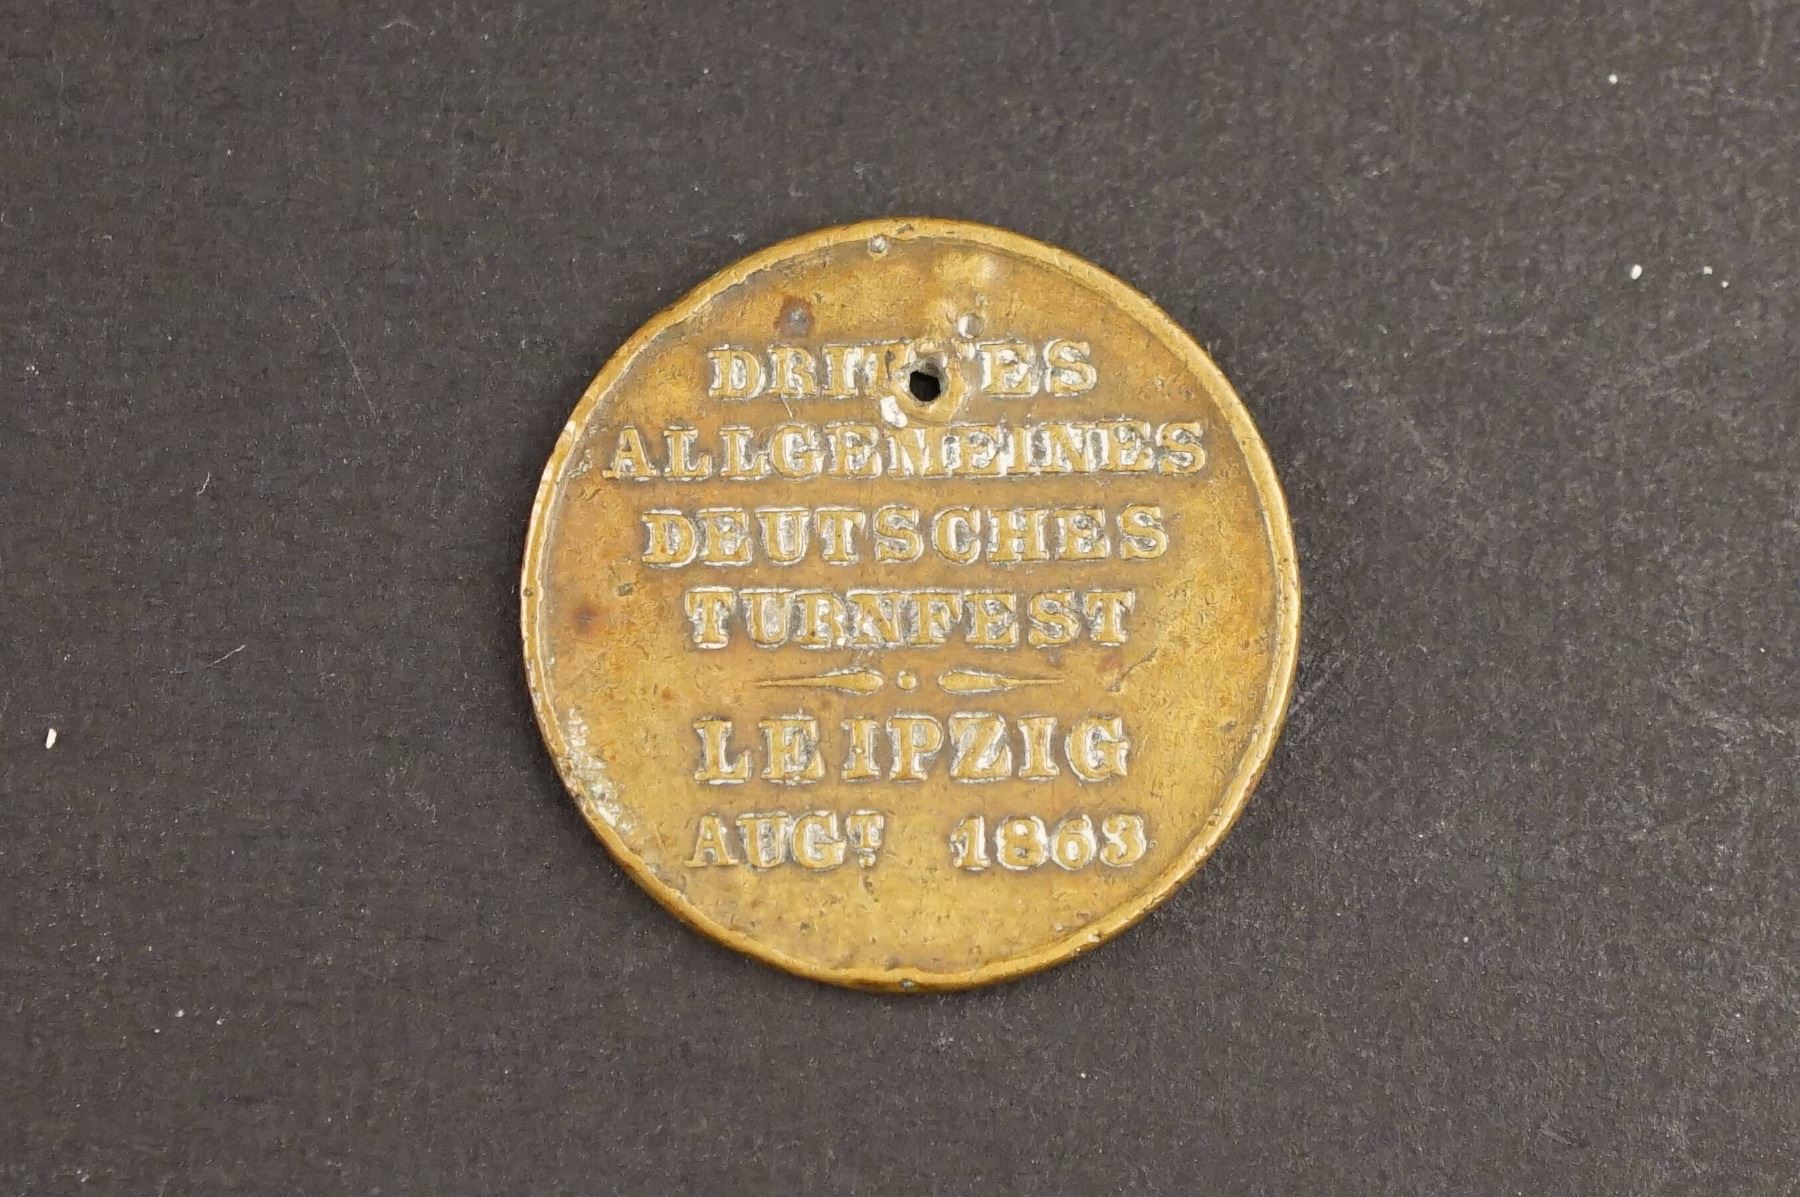 DRITTES
ALLGEMEINES
DEUTSCHES
TURNFEST
LEIPZIG
AUGT 1863